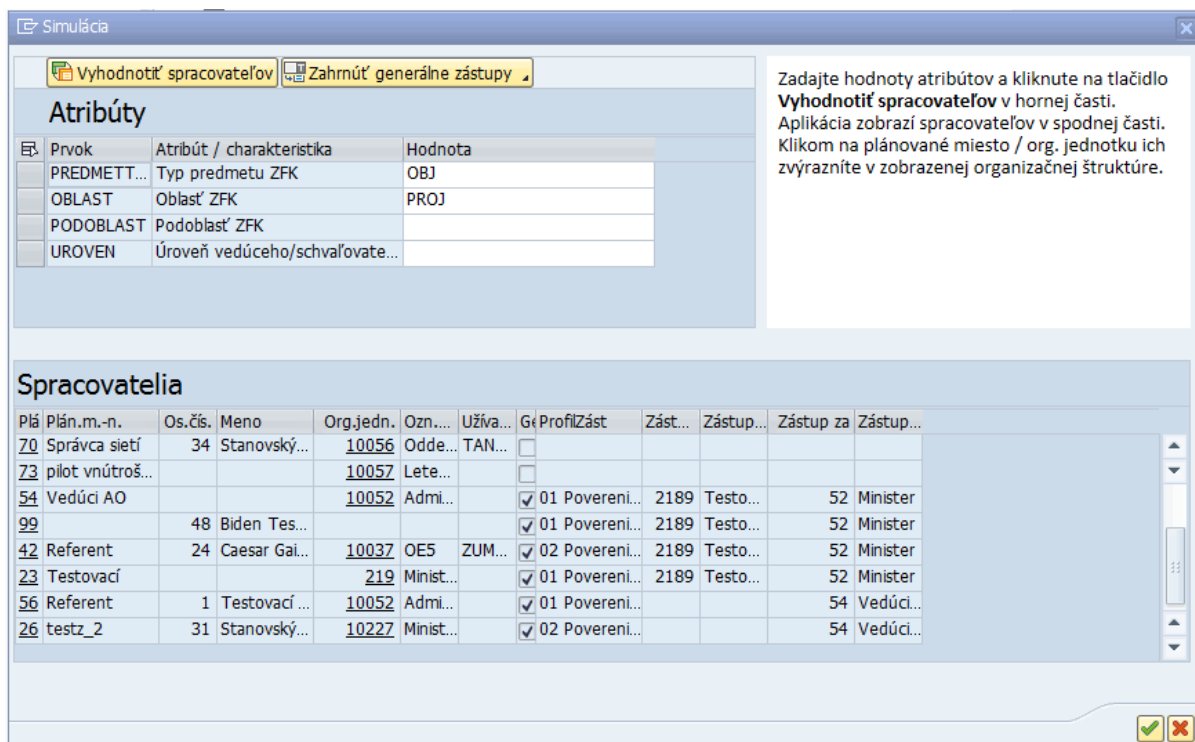 Simulácia
Vyhodnotiť spracovateľov Zahrnúť generálne zástupy
Atribúty
Prvok Atribút / charakteristika Hodnota
PREDMETT... Typ predmetu ZFK OBJ
OBLAST Oblasť ZFK PROJ
PODOBLAST Podoblasť ZFK
UROVEN Úroveň vedúceho/schvaľovate...
Zadajte hodnoty atribútov a kliknute na tlačidlo
Vyhodnotiť spracovateľov v hornej časti.
Aplikácia zobrazí spracovateľov v spodnej časti.
Klikom na plánované miesto / org. jednotku ich
zvýrazníte v zobrazenej organizačnej štruktúre.
Spracovatelia
Plá Plán.m.-n. Os.čís. Meno Org.jedn. Ozn.... Užíva... Ge ProfilZást Zást... Zástup... Zástup za Zástup...
70 Správca sietí 34 Stanovský... 10056 Odde... TAN...
73 pilot vnútroš... 10057 Lete...
54 Vedúci AO 10052 Admi... 01 Povereni... 2189 Testo... 52 Minister
99 48 Biden Tes... 01 Povereni... 2189 Testo... 52 Minister
42 Referent 24 Caesar Gai... 10037 OE5 ZUM... 02 Povereni... 2189 Testo... 52 Minister
23 Testovací 219 Minist... 01 Povereni... 2189 Testo... 52 Minister
56 Referent 1 Testovací ... 10052 Admi... 01 Povereni... 54 Vedúci...
26 testz_2 31 Stanovský... 10227 Minist... 02 Povereni... 54 Vedúci...